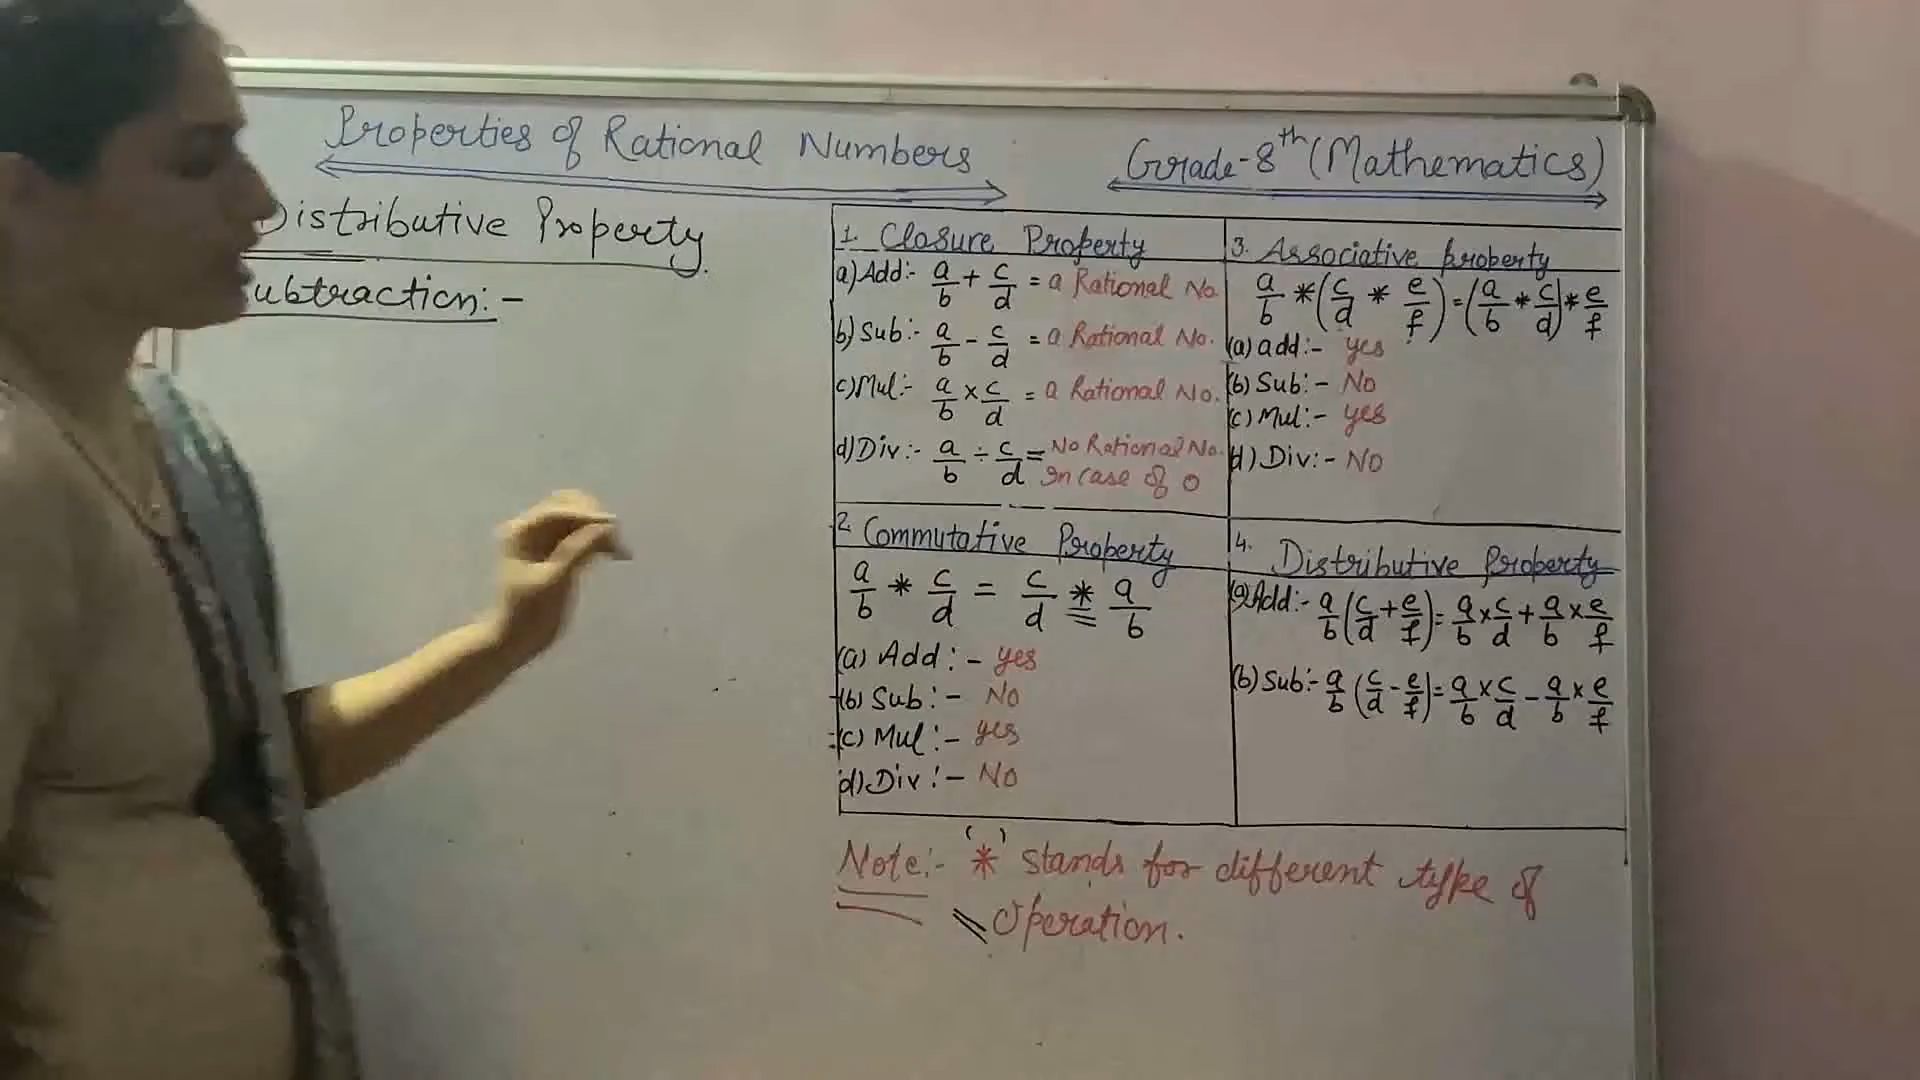 Properties of Rational Numbers
Grade-8th (Mathematics)
Distributive Property
ubtraction:-
1. Closure Property
a) Add:- a/b + c/d = a Rational No.
b) Sub:- a/b - c/d = a Rational No.
c) Mul:- a/b × c/d = a Rational No.
d) Div:- a/b ÷ c/d = No Rational No.
In case of 0
2. Commutative Property
a/b * c/d = c/d * a/b
(a) Add:- yes
(b) Sub:- No
(c) Mul:- yes
d) Div:- No
3. Associative property
a/b * (c/d * e/f) = (a/b * c/d) * e/f
(a) add:- yes
(b) Sub:- No
(c) Mul:- yes
d) Div:- No
4. Distributive Property
(a) Add:- a/b (c/d + e/f) = a/b × c/d + a/b × e/f
(b) Sub:- a/b (c/d - e/f) = a/b × c/d - a/b × e/f
Note:- '*' stands for different type of
Operation.